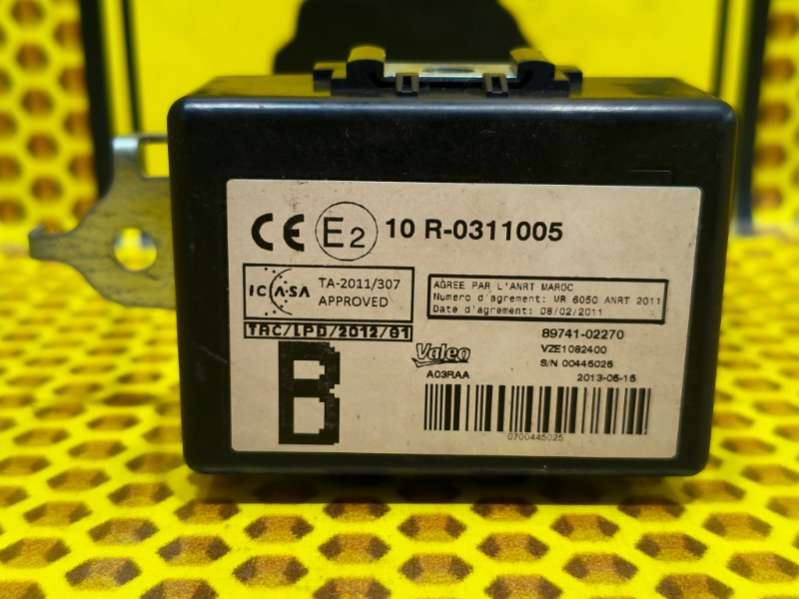 CE E2 10 R-0311005
ICASA
TA-2011/307
APPROVED
AGREE PAR L'ANRT MAROC
Numero d'agrement: MR 6050 ANRT 2011
Date d'agrement: 08/02/2011
TRC/LPD/2012/61
B
Valeo
A03RAA
89741-02270
VZE1082400
S/N 00445025
2013-05-15
0700445025